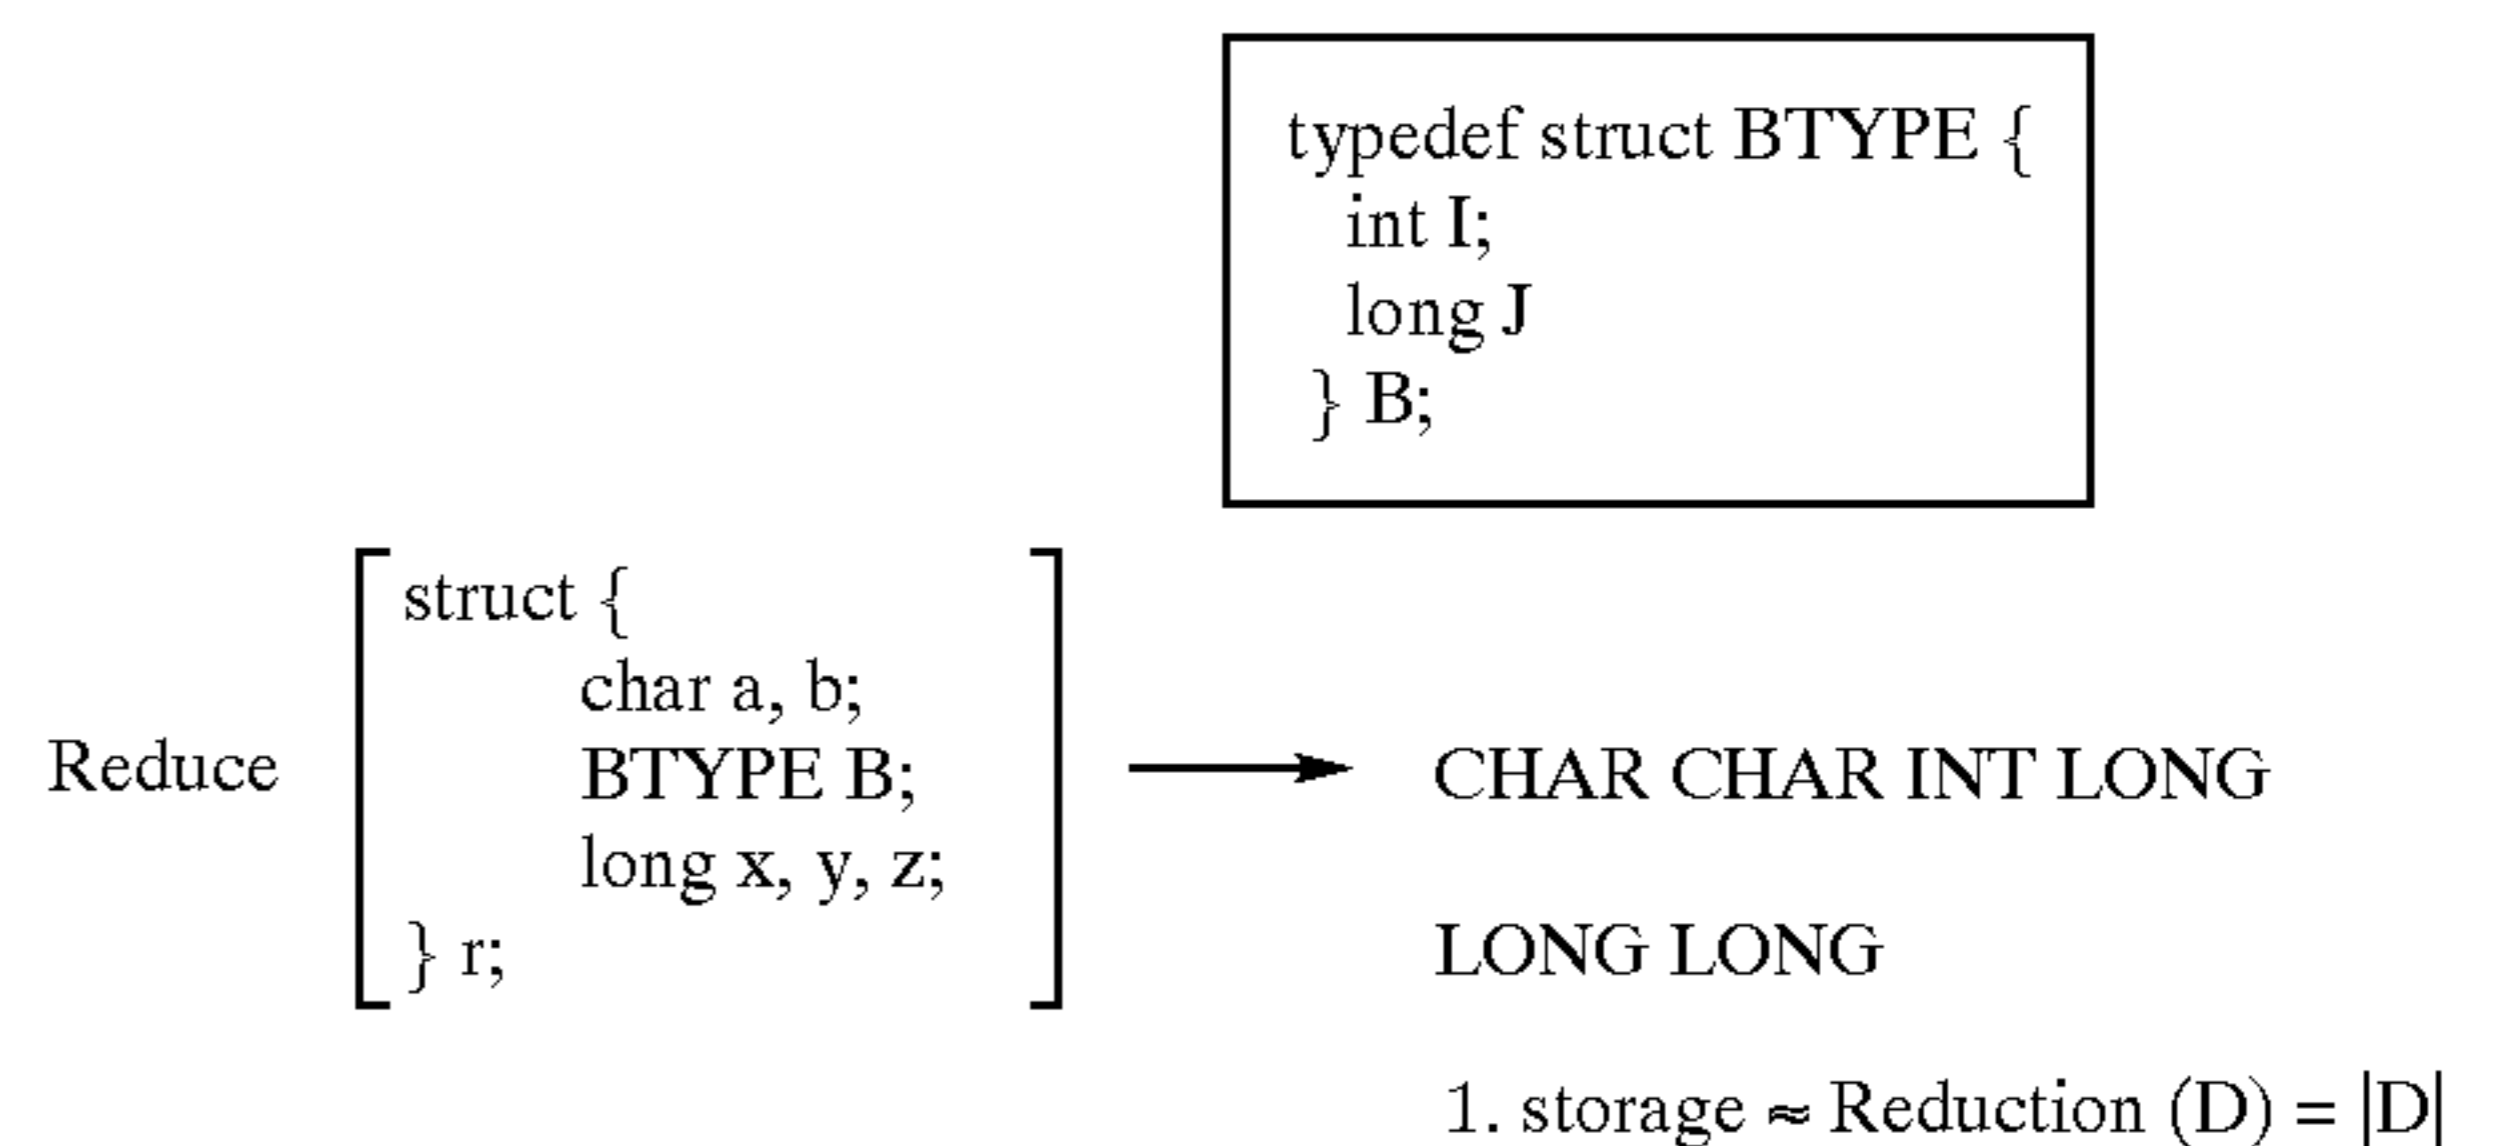 typedef struct BTYPE {
int I;
long J
} B;
struct {
char a, b;
BTYPE B;
long x, y, z;
} r;
Reduce
CHAR CHAR INT LONG
LONG LONG
1. storage ≈ Reduction (D) = |D|